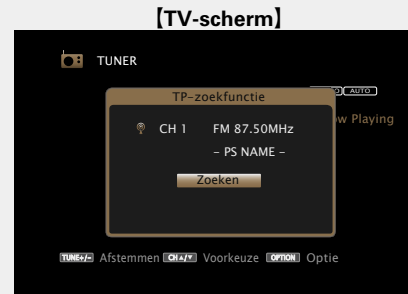 【TV-scherm】
TUNER
AUTO
TP-zoekfunctie
w Playing
CH 1 FM 87.50MHz
- PS NAME -
Zoeken
TUNE+/- Afstemmen CH▲/▼ Voorkeuze OPTION Optie